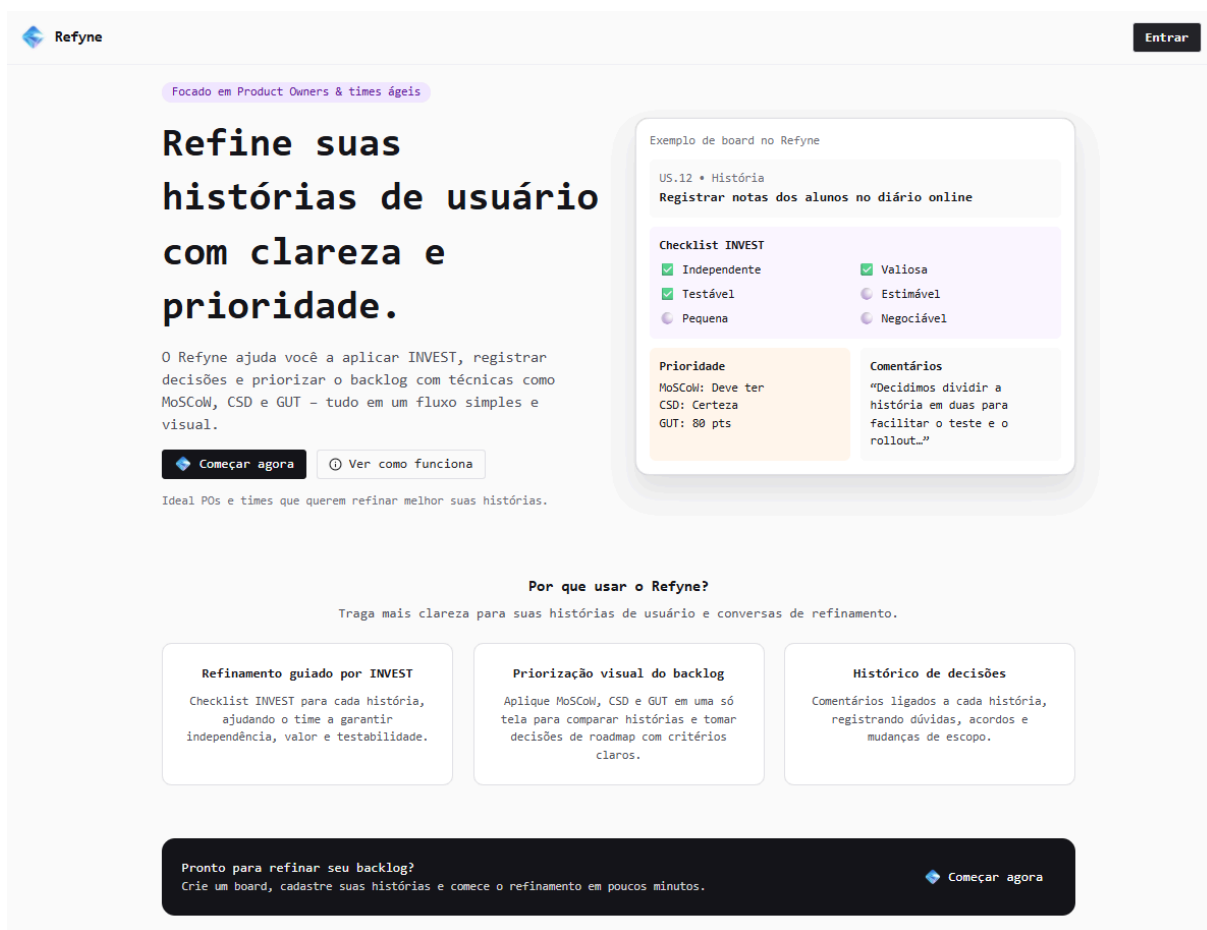 Refyne
Entrar
Focado em Product Owners & times ágeis
Refine suas
histórias de usuário
com clareza e
prioridade.
O Refyne ajuda você a aplicar INVEST, registrar
decisões e priorizar o backlog com técnicas como
MoSCoW, CSD e GUT – tudo em um fluxo simples e
visual.
Começar agora
Ver como funciona
Ideal POs e times que querem refinar melhor suas histórias.
Exemplo de board no Refyne
US.12 • História
Registrar notas dos alunos no diário online
Checklist INVEST
Independente
Valiosa
Testável
Estimável
Pequena
Negociável
Prioridade
MoSCoW: Deve ter
CSD: Certeza
GUT: 80 pts
Comentários
“Decidimos dividir a
história em duas para
facilitar o teste e o
rollout…”
Por que usar o Refyne?
Traga mais clareza para suas histórias de usuário e conversas de refinamento.
Refinamento guiado por INVEST
Checklist INVEST para cada história,
ajudando o time a garantir
independência, valor e testabilidade.
Priorização visual do backlog
Aplique MoSCoW, CSD e GUT em uma só
tela para comparar histórias e tomar
decisões de roadmap com critérios
claros.
Histórico de decisões
Comentários ligados a cada história,
registrando dúvidas, acordos e
mudanças de escopo.
Pronto para refinar seu backlog?
Crie um board, cadastre suas histórias e comece o refinamento em poucos minutos.
Começar agora